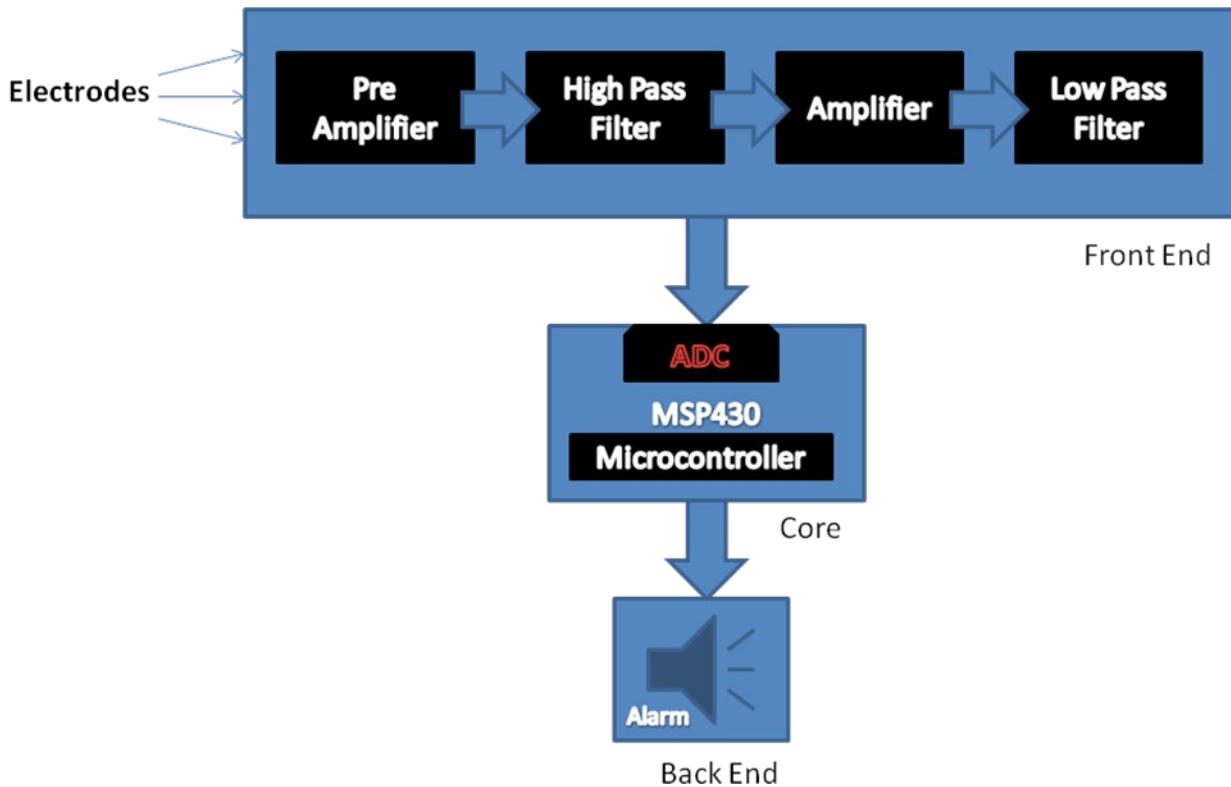 Electrodes
Pre
Amplifier
High Pass
Filter
Amplifier
Low Pass
Filter
Front End
ADC
MSP430
Microcontroller
Core
Alarm
Back End